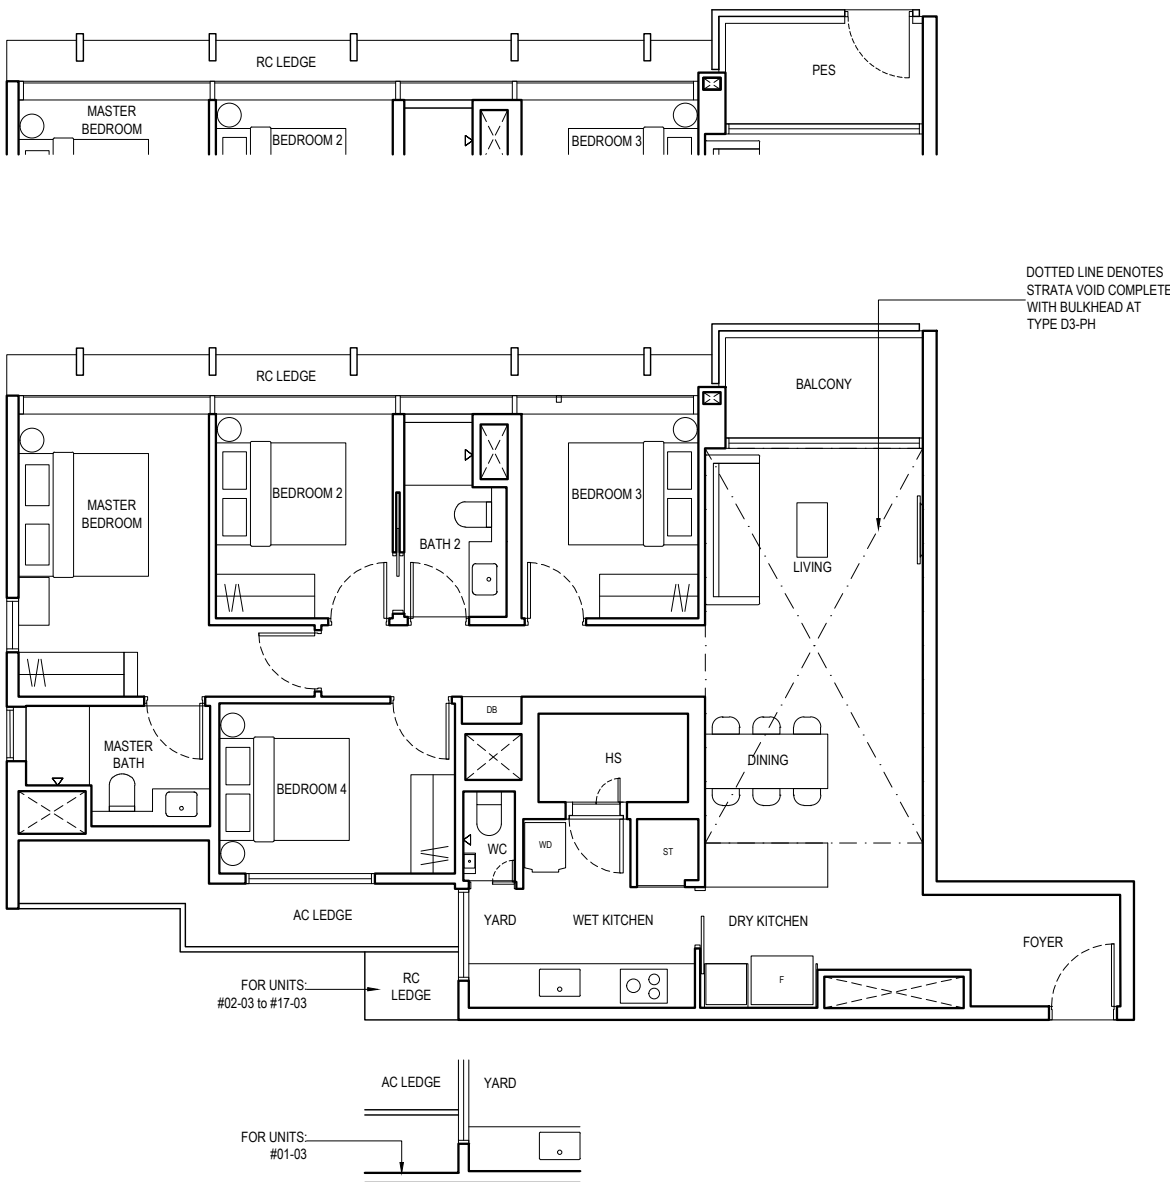 RC LEDGE
PES
MASTER
BEDROOM
BEDROOM 2
BEDROOM 3
DOTTED LINE DENOTES
STRATA VOID COMPLETE
WITH BULKHEAD AT
TYPE D3-PH
RC LEDGE
BALCONY
MASTER
BEDROOM
BEDROOM 2
BATH 2
BEDROOM 3
LIVING
DB
MASTER
BATH
HS
DINING
BEDROOM 4
WC
WD
ST
AC LEDGE
YARD
WET KITCHEN
DRY KITCHEN
FOYER
F
RC
LEDGE
FOR UNITS:
#02-03 to #17-03
AC LEDGE
YARD
FOR UNITS:
#01-03